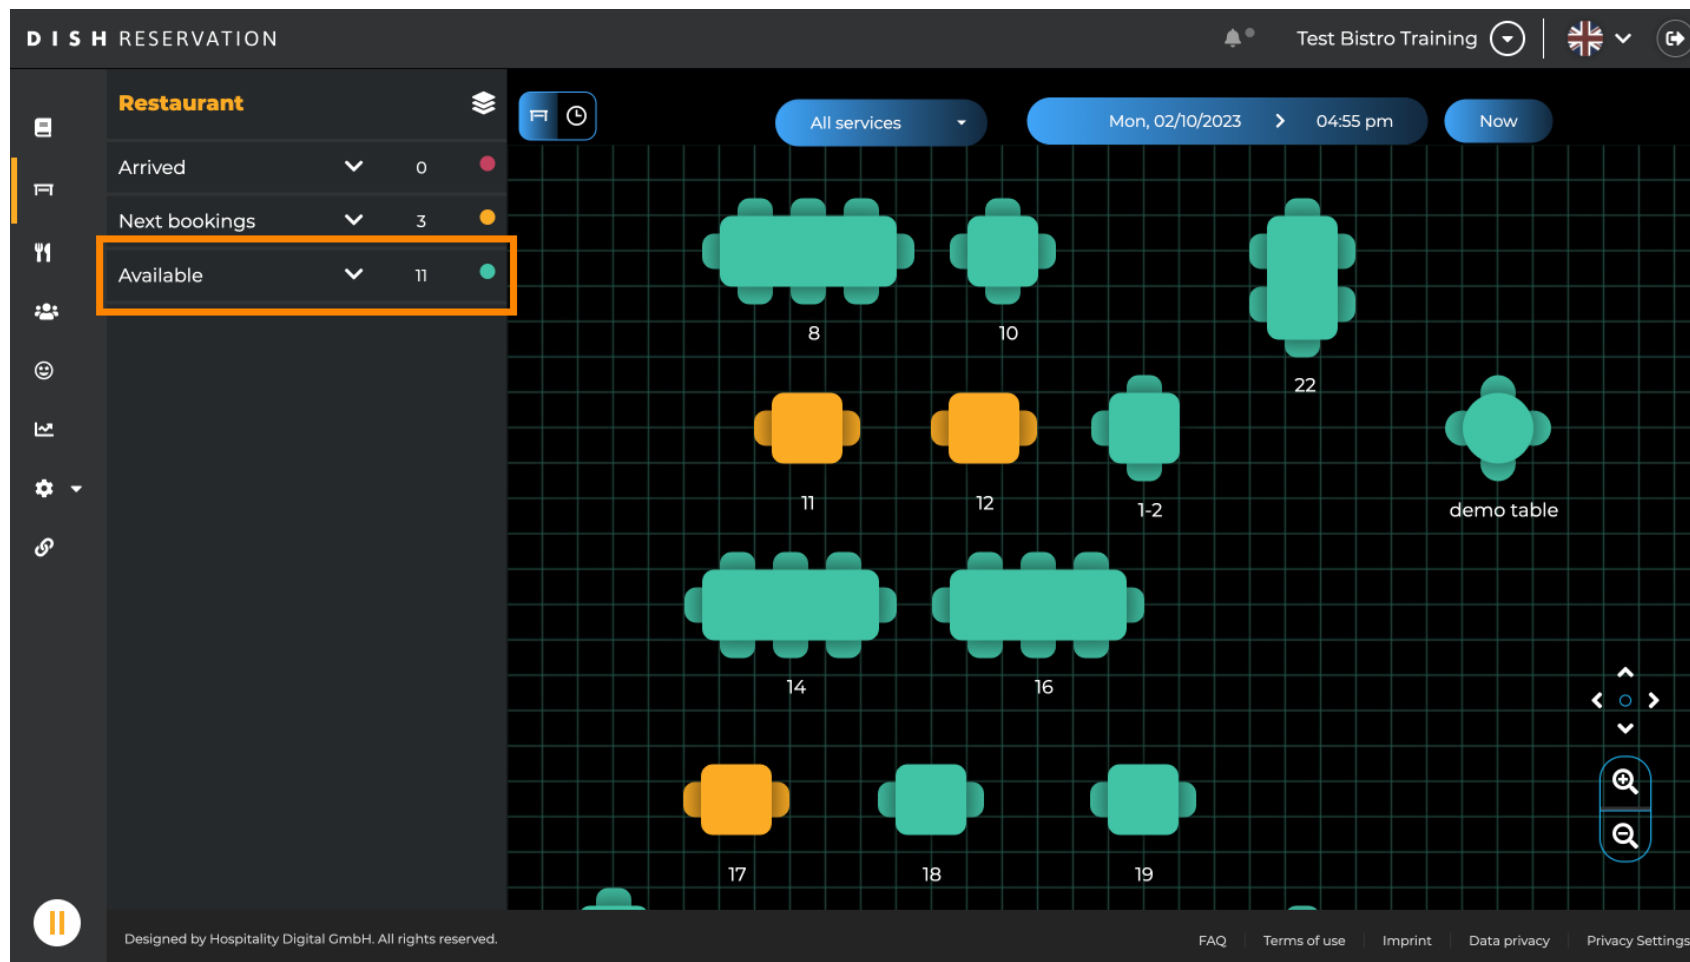 DISH RESERVATION
Test Bistro Training
Restaurant
All services
Mon, 02/10/2023
04:55 pm
Now
Arrived 0
Next bookings 3
Available 11
8
10
22
11
12
1-2
demo table
14
16
17
18
19
Designed by Hospitality Digital GmbH. All rights reserved.
FAQ
Terms of use
Imprint
Data privacy
Privacy Settings